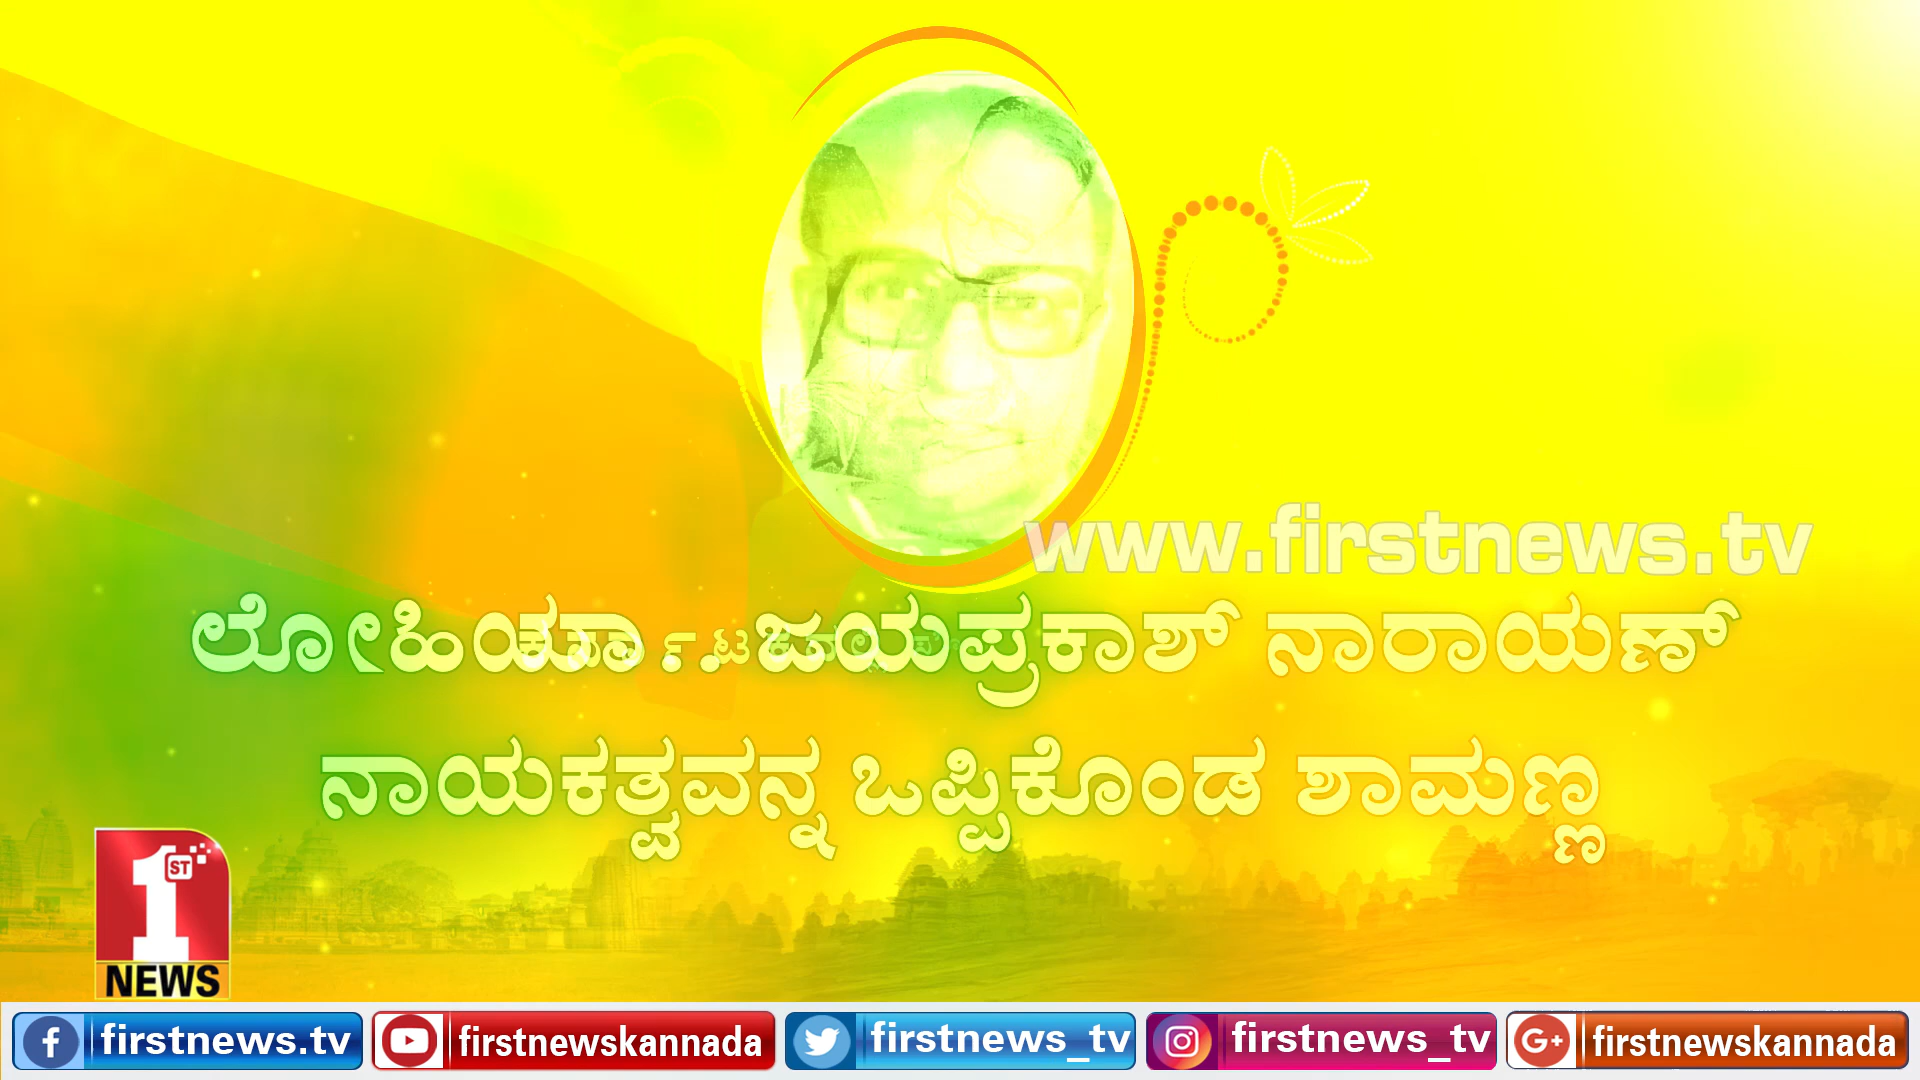 www.firstnews.tv
ಲೋಹಿಯಾ. ಜಯಪ್ರಕಾಶ್ ನಾರಾಯಣ್
ನಾಯಕತ್ವವನ್ನ ಒಪ್ಪಿಕೊಂಡ ಶಾಮಣ್ಣ
1ST
NEWS
firstnews.tv firstnewskannada firstnews_tv firstnews_tv G+ firstnewskannada